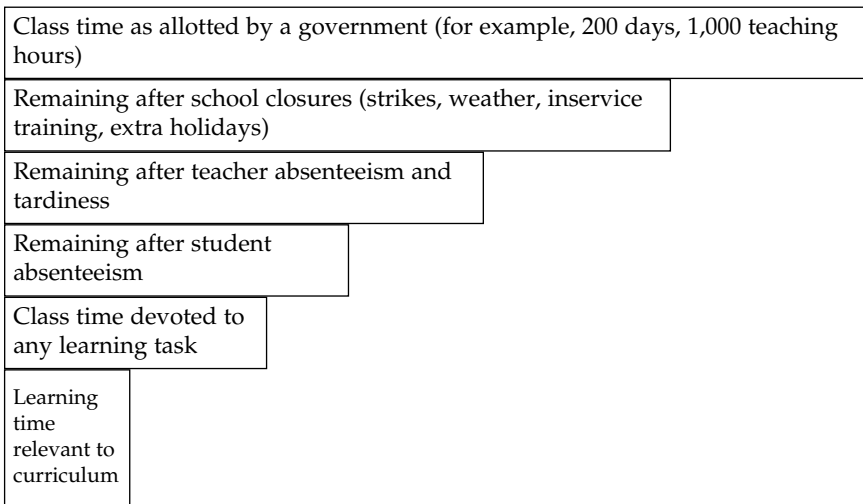 Class time as allotted by a government (for example, 200 days, 1,000 teaching
hours)
Remaining after school closures (strikes, weather, inservice
training, extra holidays)
Remaining after teacher absenteeism and
tardiness
Remaining after student
absenteeism
Class time devoted to
any learning task
Learning
time
relevant to
curriculum